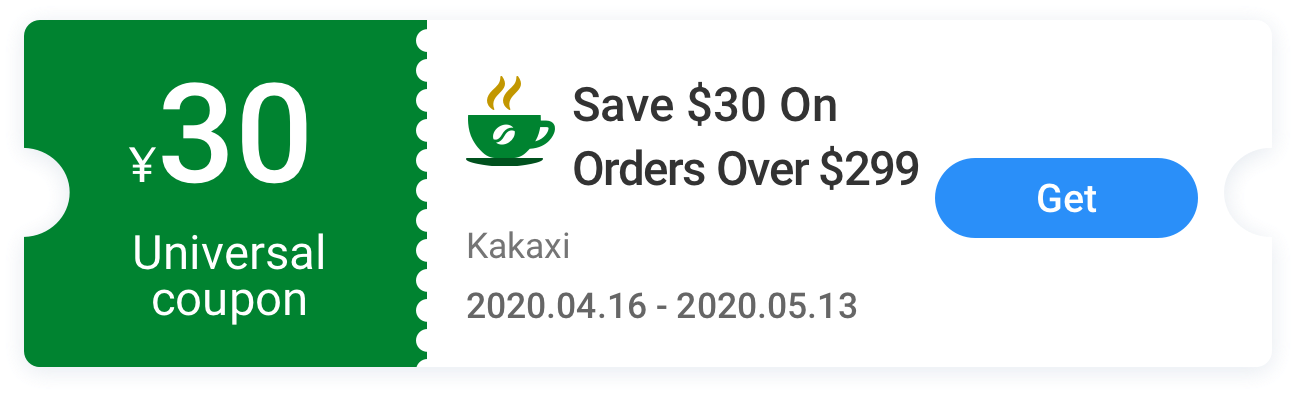 ¥30
Universal
coupon
Save $30 On
Orders Over $299
Kakaxi
2020.04.16 - 2020.05.13
Get